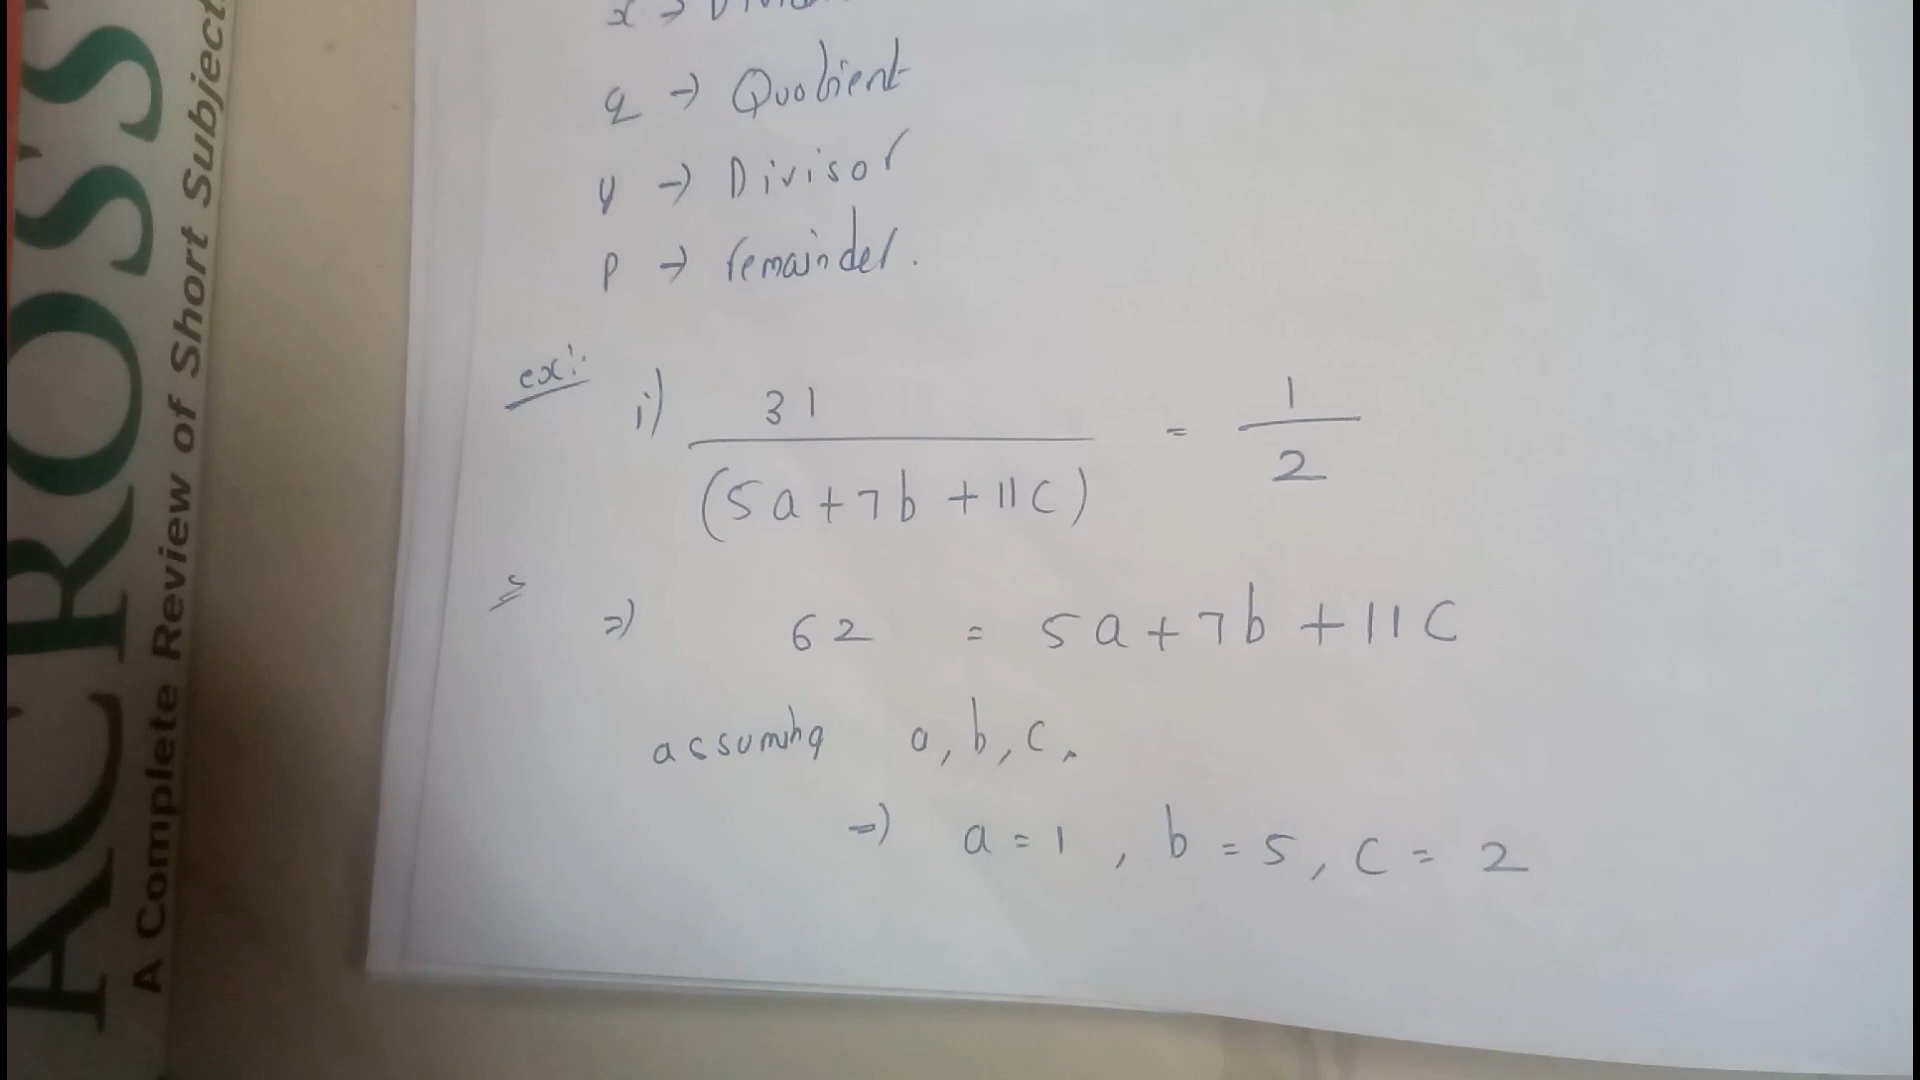 x →
q → Quotient
y → Divisor
p → remainder.
ex:
i) 31 / (5a+7b+11c) = 1/2
⇒ 62 = 5a+7b+11c
assuming a, b, c,
⇒ a=1, b=5, c=2
ACROSS
A Complete Review of Short Subject